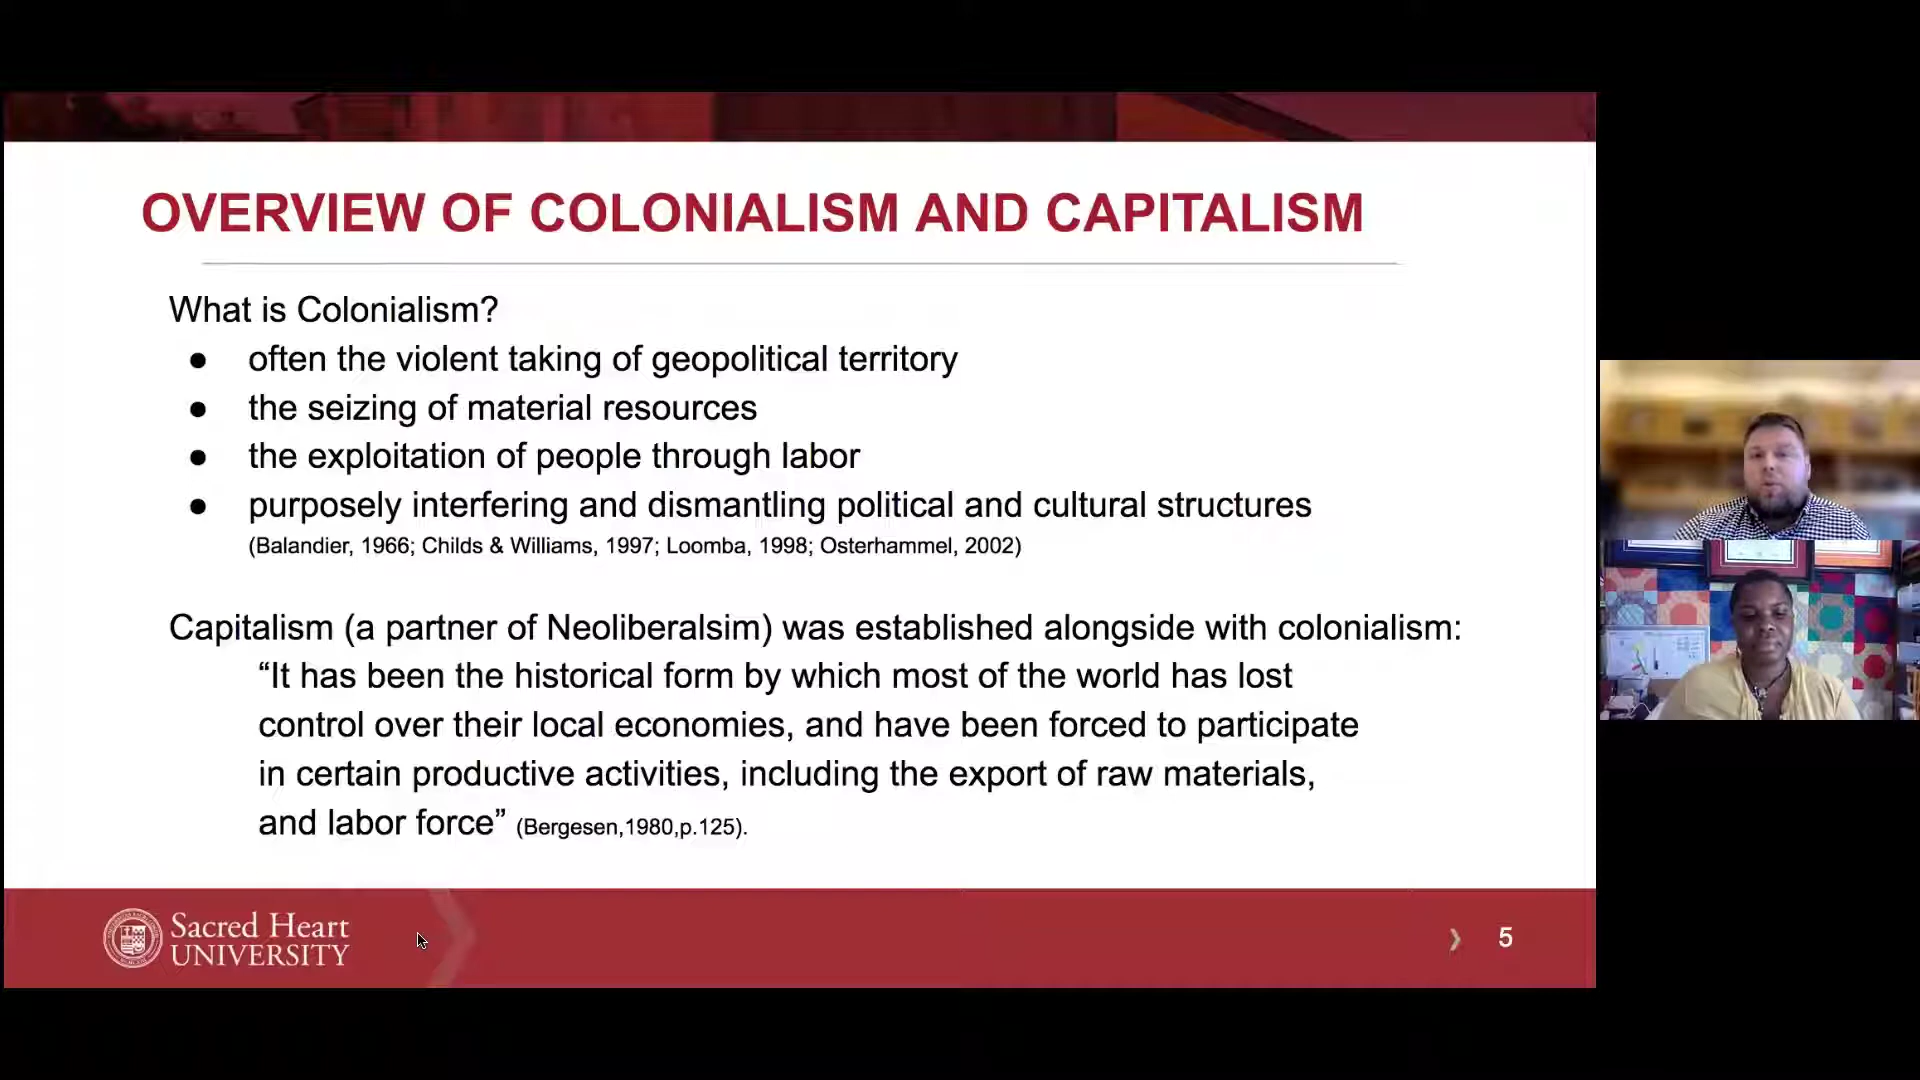 OVERVIEW OF COLONIALISM AND CAPITALISM
What is Colonialism?
● often the violent taking of geopolitical territory
● the seizing of material resources
● the exploitation of people through labor
● purposely interfering and dismantling political and cultural structures
(Balandier, 1966; Childs & Williams, 1997; Loomba, 1998; Osterhammel, 2002)
Capitalism (a partner of Neoliberalsim) was established alongside with colonialism:
“It has been the historical form by which most of the world has lost
control over their local economies, and have been forced to participate
in certain productive activities, including the export of raw materials,
and labor force” (Bergesen,1980,p.125).
Sacred Heart
UNIVERSITY
5